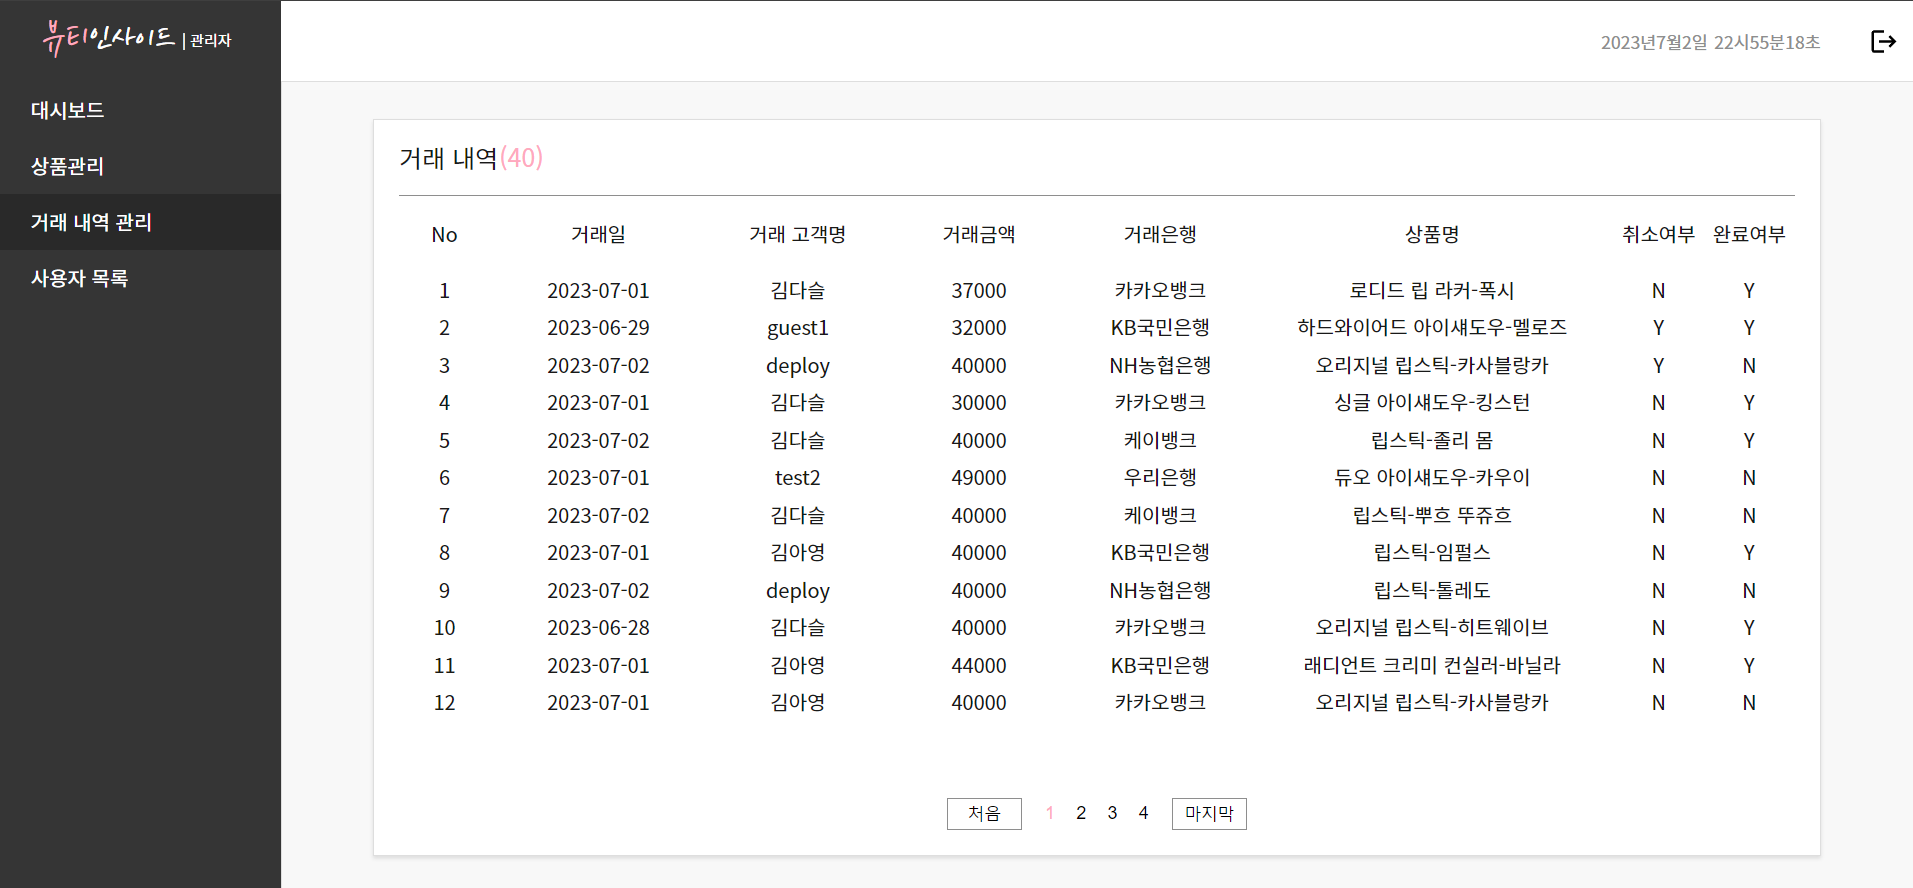 뷰티인사이드 | 관리자
2023년7월2일 22시55분18초
대시보드
상품관리
거래 내역 관리
사용자 목록
거래 내역(40)
No 거래일 거래 고객명 거래금액 거래은행 상품명 취소여부 완료여부
1 2023-07-01 김다슬 37000 카카오뱅크 로디드 립 라커-폭시 N Y
2 2023-06-29 guest1 32000 KB국민은행 하드와이어드 아이섀도우-멜로즈 Y Y
3 2023-07-02 deploy 40000 NH농협은행 오리지널 립스틱-카사블랑카 Y N
4 2023-07-01 김다슬 30000 카카오뱅크 싱글 아이섀도우-킹스턴 N Y
5 2023-07-02 김다슬 40000 케이뱅크 립스틱-졸리 몸 N Y
6 2023-07-01 test2 49000 우리은행 듀오 아이섀도우-카우이 N N
7 2023-07-02 김다슬 40000 케이뱅크 립스틱-뿌흐 뚜쥬흐 N N
8 2023-07-01 김아영 40000 KB국민은행 립스틱-임펄스 N Y
9 2023-07-02 deploy 40000 NH농협은행 립스틱-톨레도 N N
10 2023-06-28 김다슬 40000 카카오뱅크 오리지널 립스틱-히트웨이브 N Y
11 2023-07-01 김아영 44000 KB국민은행 래디언트 크리미 컨실러-바닐라 N Y
12 2023-07-01 김아영 40000 카카오뱅크 오리지널 립스틱-카사블랑카 N N
처음 1 2 3 4 마지막